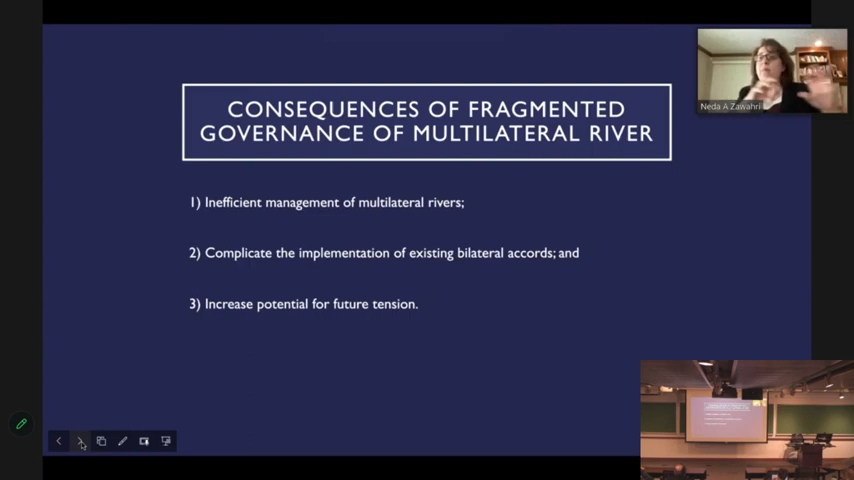 CONSEQUENCES OF FRAGMENTED
GOVERNANCE OF MULTILATERAL RIVER
1) Inefficient management of multilateral rivers;
2) Complicate the implementation of existing bilateral accords; and
3) Increase potential for future tension.
Neda A Zawahri